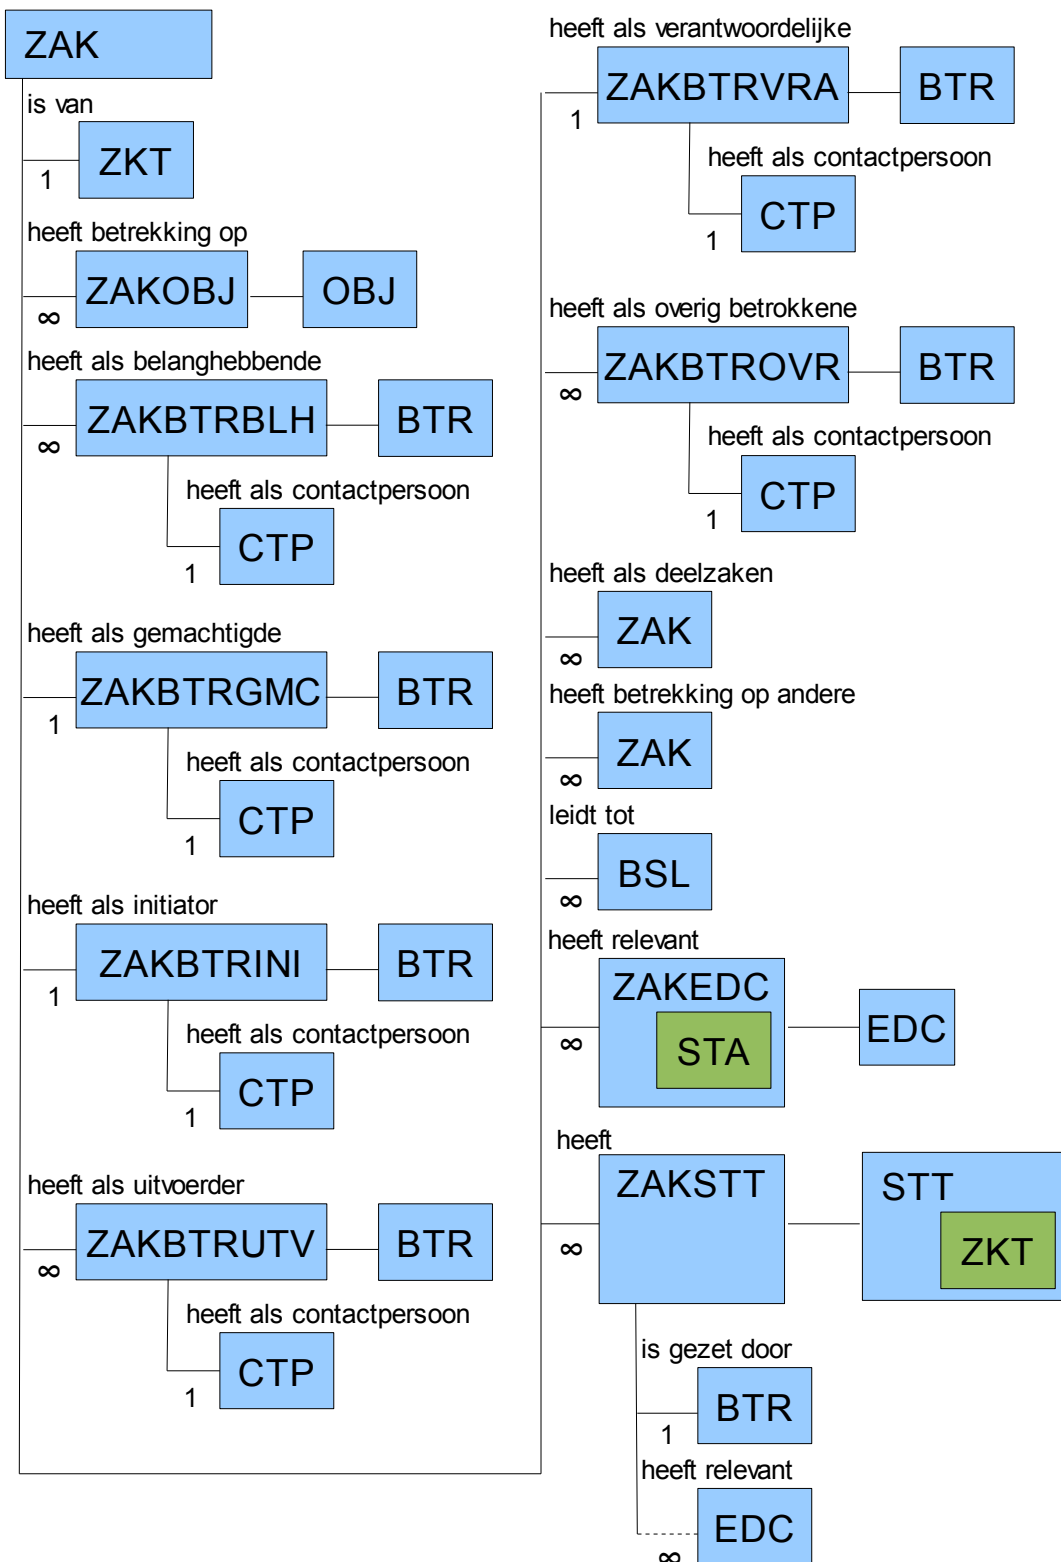 ZAK
is van
ZKT
1
heeft betrekking op
ZAKOBJ
OBJ
∞
heeft als belanghebbende
ZAKBTRBLH
BTR
∞
heeft als contactpersoon
CTP
1
heeft als gemachtigde
ZAKBTRGMC
BTR
1
heeft als contactpersoon
CTP
1
heeft als initiator
ZAKBTRINI
BTR
1
heeft als contactpersoon
CTP
1
heeft als uitvoerder
ZAKBTRUTV
BTR
∞
heeft als contactpersoon
CTP
1
heeft als verantwoordelijke
ZAKBTRVRA
BTR
1
heeft als contactpersoon
CTP
1
heeft als overig betrokkene
ZAKBTROVR
BTR
∞
heeft als contactpersoon
CTP
1
heeft als deelzaken
ZAK
∞
heeft betrekking op andere
ZAK
∞
leidt tot
BSL
∞
heeft relevant
ZAKEDC
STA
EDC
∞
heeft
ZAKSTT
STT
ZKT
∞
is gezet door
BTR
1
heeft relevant
EDC
∞